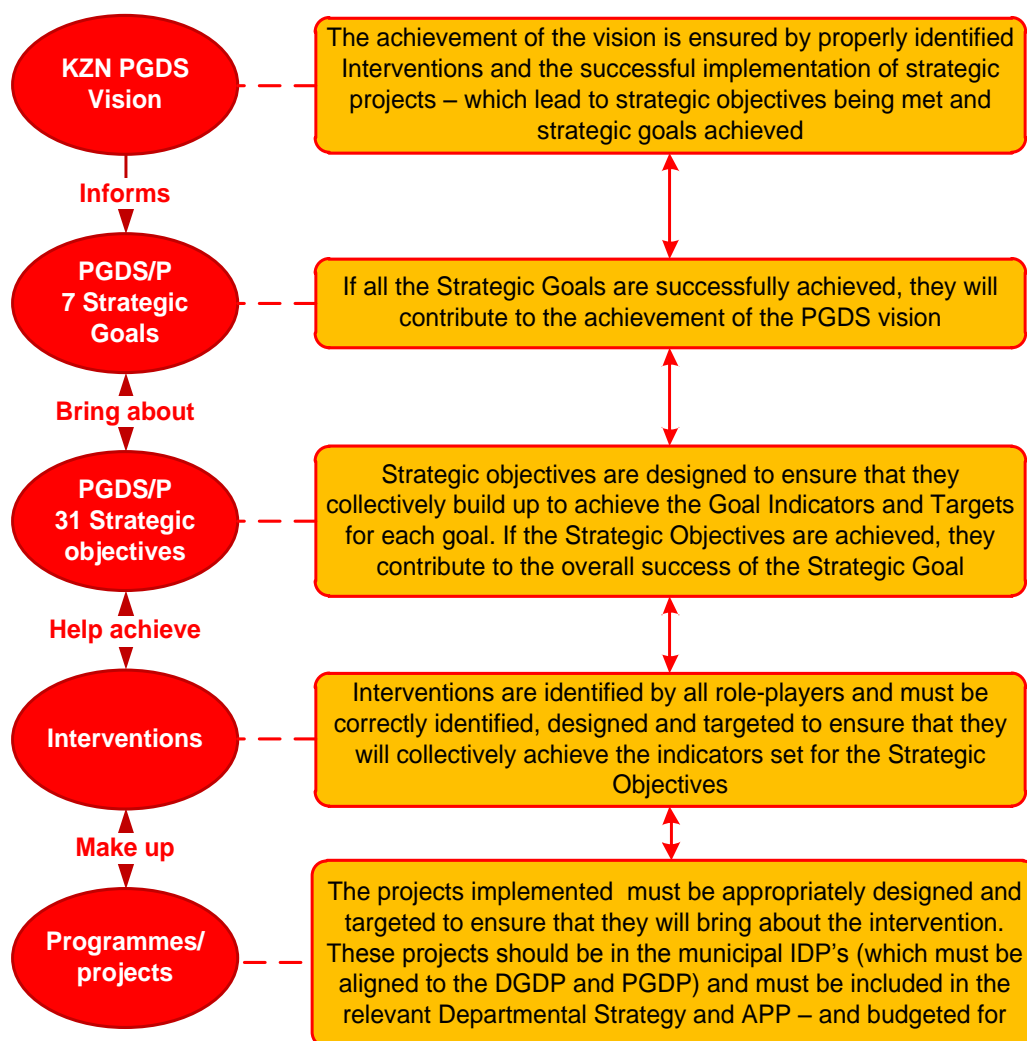 KZN PGDS
Vision
The achievement of the vision is ensured by properly identified
Interventions and the successful implementation of strategic
projects – which lead to strategic objectives being met and
strategic goals achieved
Informs
PGDS/P
7 Strategic
Goals
If all the Strategic Goals are successfully achieved, they will
contribute to the achievement of the PGDS vision
Bring about
PGDS/P
31 Strategic
objectives
Strategic objectives are designed to ensure that they
collectively build up to achieve the Goal Indicators and Targets
for each goal. If the Strategic Objectives are achieved, they
contribute to the overall success of the Strategic Goal
Help achieve
Interventions
Interventions are identified by all role-players and must be
correctly identified, designed and targeted to ensure that they
will collectively achieve the indicators set for the Strategic
Objectives
Make up
Programmes/
projects
The projects implemented must be appropriately designed and
targeted to ensure that they will bring about the intervention.
These projects should be in the municipal IDP's (which must be
aligned to the DGDP and PGDP) and must be included in the
relevant Departmental Strategy and APP – and budgeted for